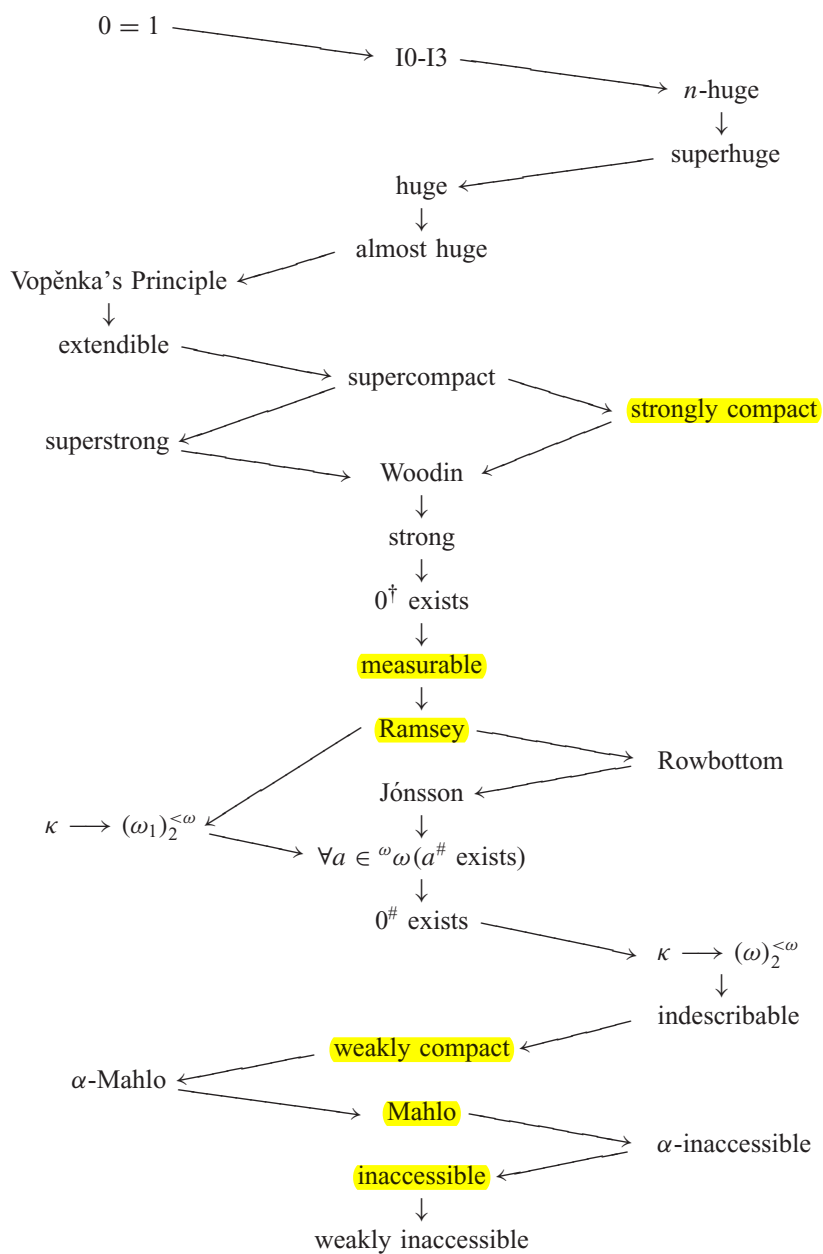 0 = 1
I0-I3
n-huge
superhuge
huge
almost huge
Vopěnka's Principle
extendible
supercompact
strongly compact
superstrong
Woodin
strong
0† exists
measurable
Ramsey
Rowbottom
Jónsson
κ ⟶ (ω₁)₂^{<ω}
∀a ∈ ^ωω(a^# exists)
0^# exists
κ ⟶ (ω)₂^{<ω}
indescribable
weakly compact
α-Mahlo
Mahlo
α-inaccessible
inaccessible
weakly inaccessible